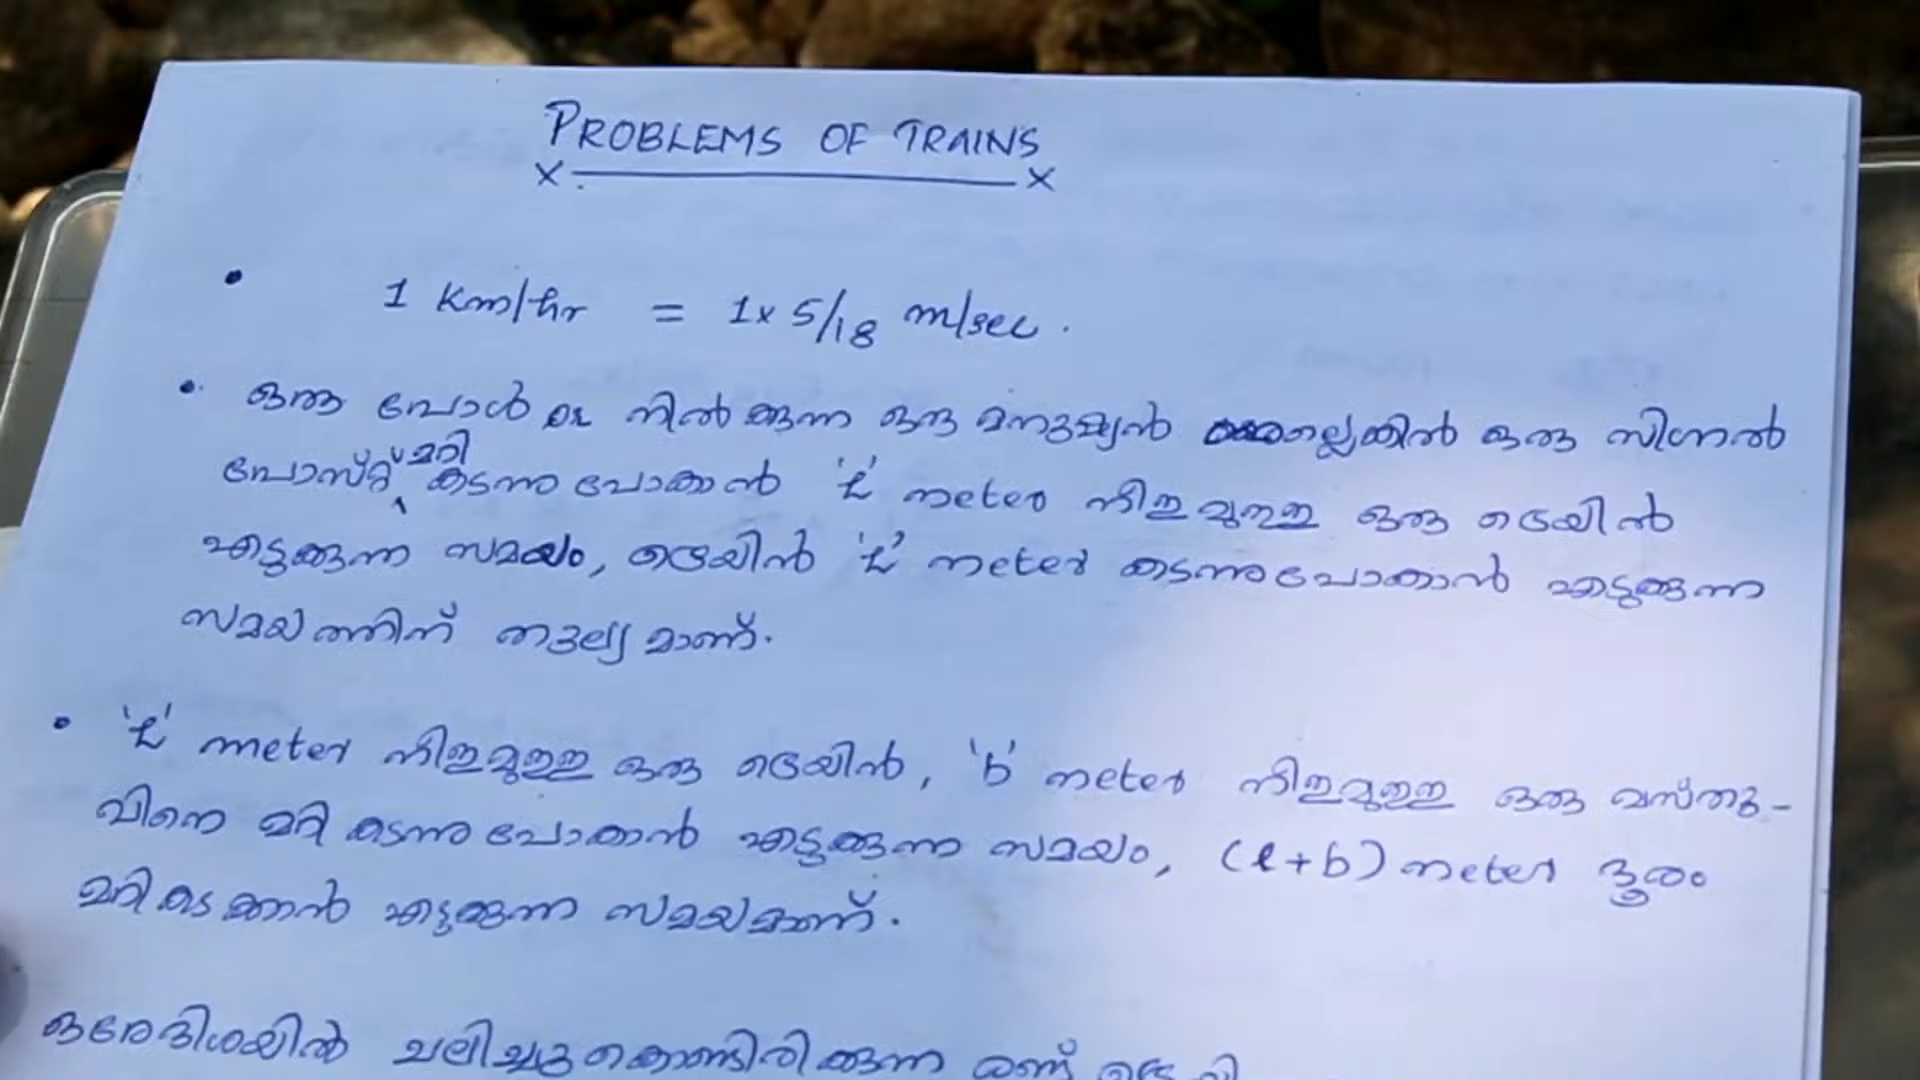 PROBLEMS OF TRAINS
1 Km/hr = 1x 5/18 m/sec.
ഒരു പോൾ or നിൽക്കുന്ന ഒരു മനുഷ്യൻ അല്ലെങ്കിൽ ഒരു സിഗ്നൽ
പോസ്റ്റ് മറി കടന്നു പോകാൻ 'l' meter നീളമുള്ള ഒരു ട്രെയിൻ
എടുക്കുന്ന സമയം, ട്രെയിൻ 'l' meter കടന്നുപോകാൻ എടുക്കുന്ന
സമയത്തിന് തുല്യമാണ്.
'l' meter നീളമുള്ള ഒരു ട്രെയിൻ, 'b' meter നീളമുള്ള ഒരു വസ്തു-
വിനെ മറി കടന്നു പോകാൻ എടുക്കുന്ന സമയം, (l+b) meter ദൂരം
മറികടക്കാൻ എടുക്കുന്ന സമയമാണ്.
ഒരേദിശയിൽ ചലിച്ചുകൊണ്ടിരിക്കുന്ന രണ്ട്